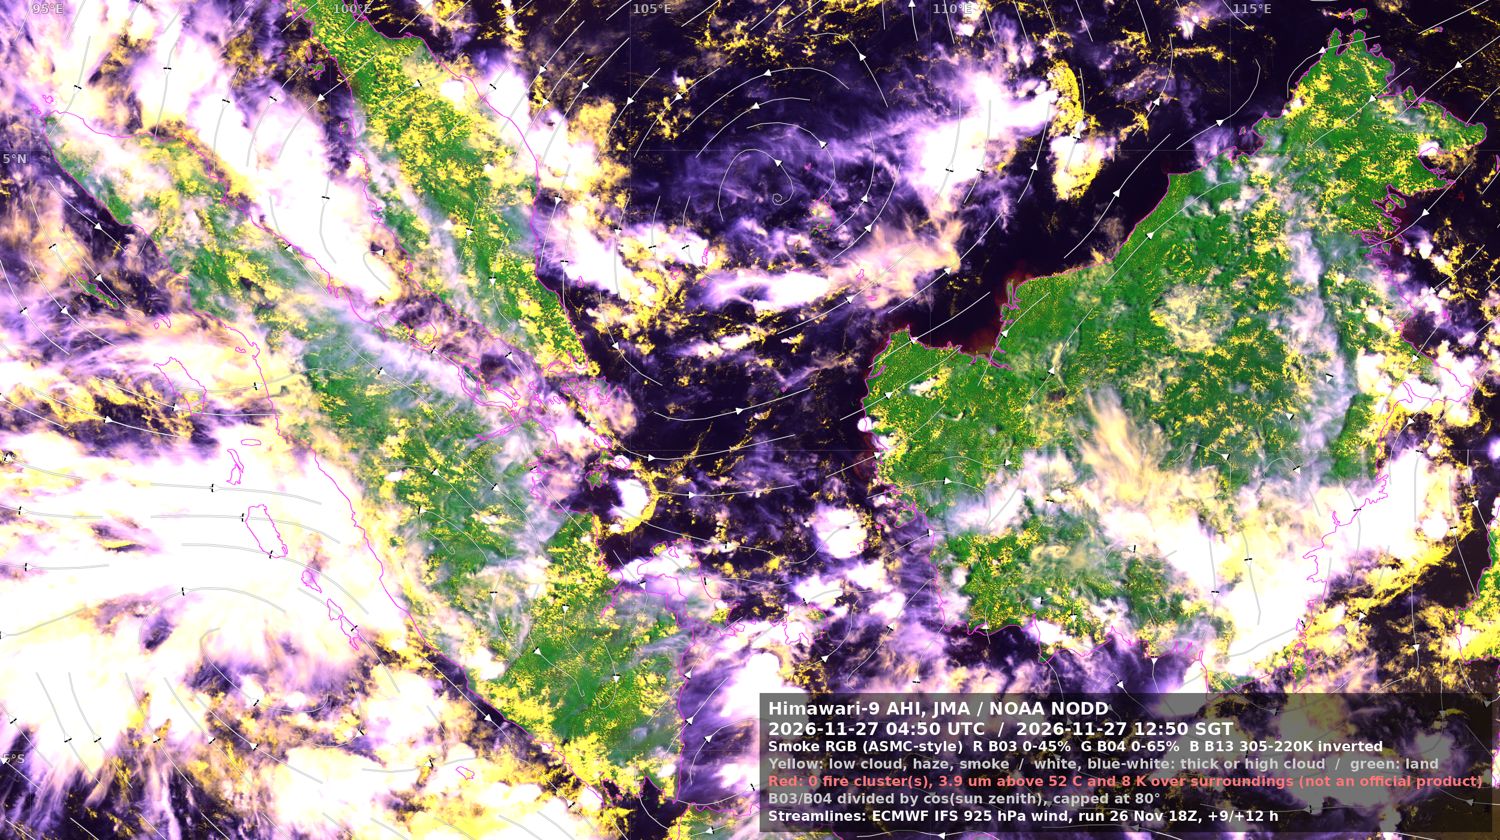 95°E
100°E
105°E
110°E
115°E
5°N
5°S
Himawari-9 AHI, JMA / NOAA NODD
2026-11-27 04:50 UTC / 2026-11-27 12:50 SGT
Smoke RGB (ASMC-style) R B03 0-45% G B04 0-65% B B13 305-220K inverted
Yellow: low cloud, haze, smoke / white, blue-white: thick or high cloud / green: land
Red: 0 fire cluster(s), 3.9 um above 52 C and 8 K over surroundings (not an official product)
B03/B04 divided by cos(sun zenith), capped at 80°
Streamlines: ECMWF IFS 925 hPa wind, run 26 Nov 18Z, +9/+12 h